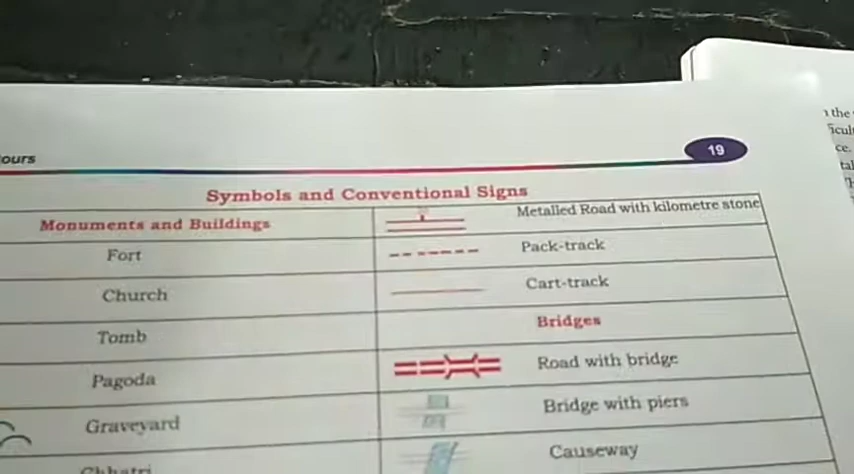 ours
19
Symbols and Conventional Signs
Monuments and Buildings
Metalled Road with kilometre stone
Fort
Pack-track
Church
Cart-track
Tomb
Bridges
Pagoda
Road with bridge
Graveyard
Bridge with piers
Chhatri
Causeway
the
ce.